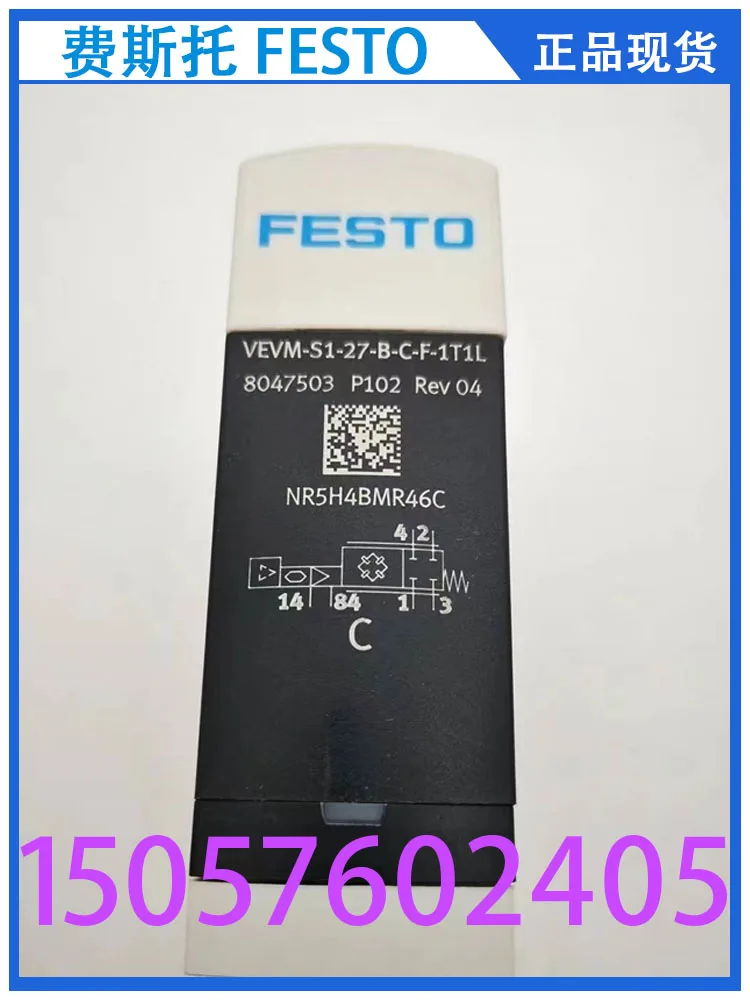 费斯托 FESTO
正品现货
FESTO
VEVM-S1-27-B-C-F-1T1L
8047503 P102 Rev 04
NR5H4BMR46C
4 2
14 84 1 3
C
15057602405